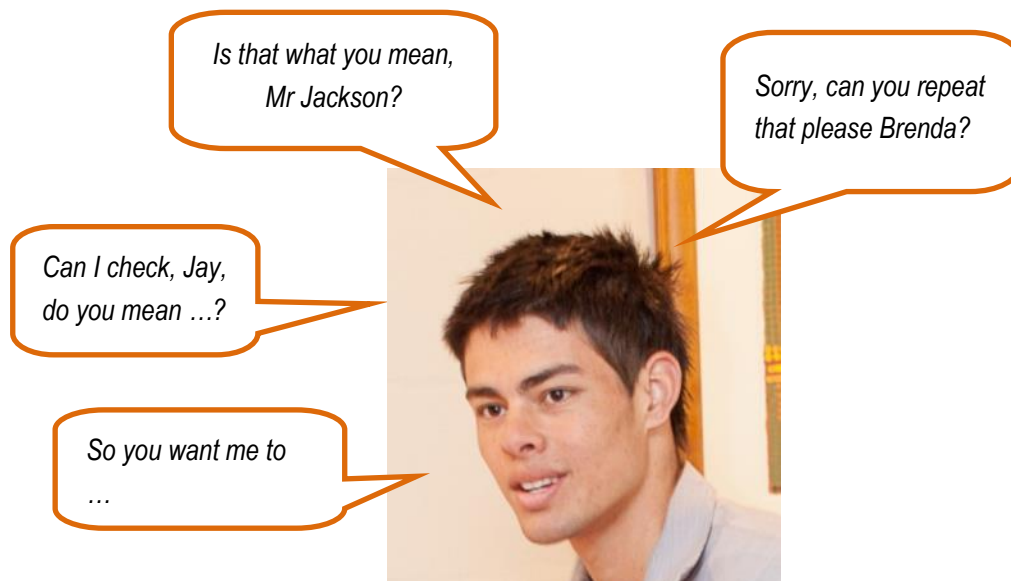 Is that what you mean,
Mr Jackson?
Sorry, can you repeat
that please Brenda?
Can I check, Jay,
do you mean …?
So you want me to
…